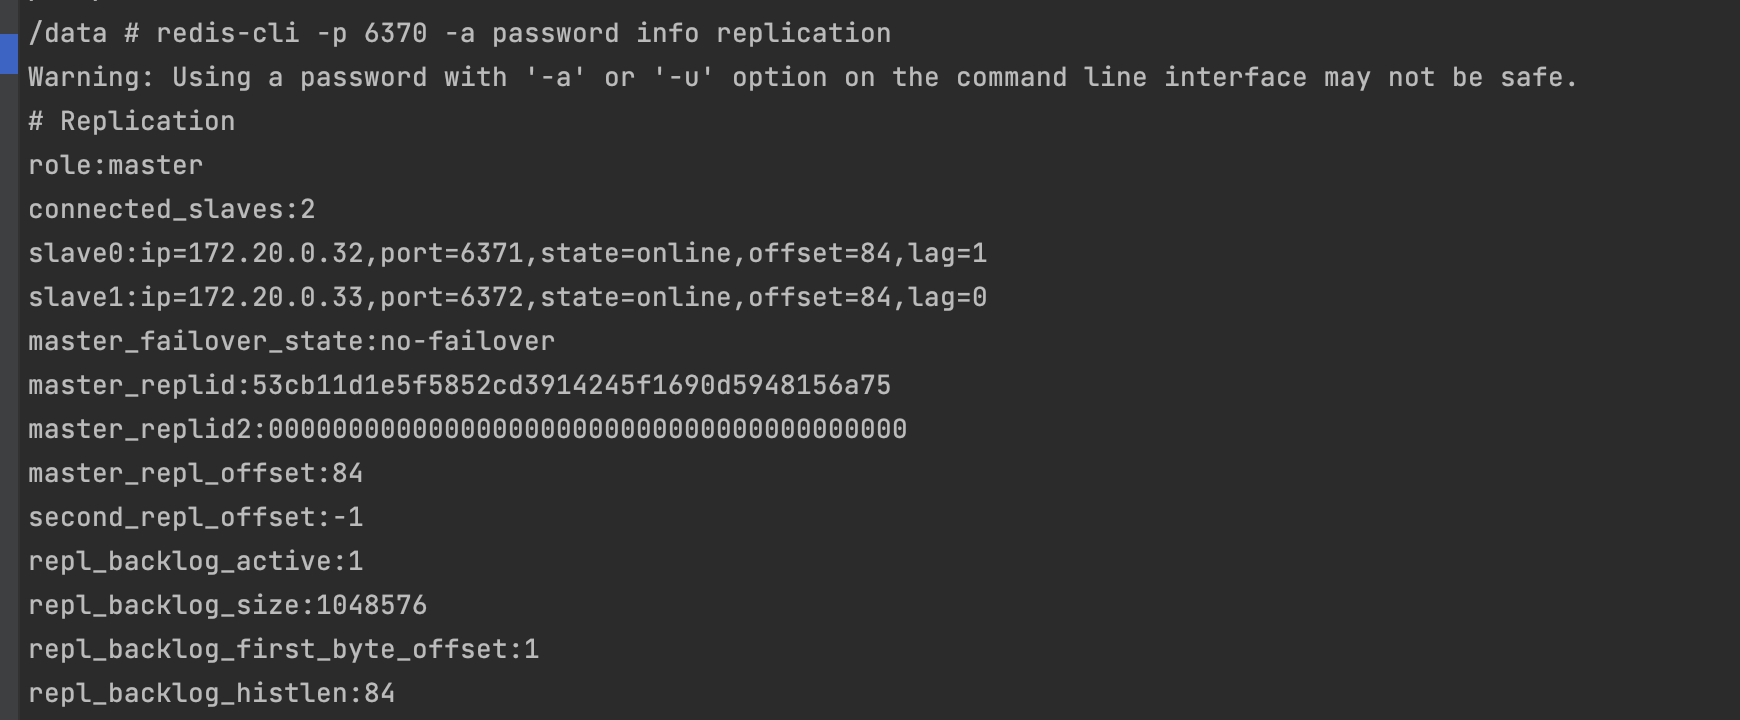 /data # redis-cli -p 6370 -a password info replication
Warning: Using a password with '-a' or '-u' option on the command line interface may not be safe.
# Replication
role:master
connected_slaves:2
slave0:ip=172.20.0.32,port=6371,state=online,offset=84,lag=1
slave1:ip=172.20.0.33,port=6372,state=online,offset=84,lag=0
master_failover_state:no-failover
master_replid:53cb11d1e5f5852cd3914245f1690d5948156a75
master_replid2:0000000000000000000000000000000000000000
master_repl_offset:84
second_repl_offset:-1
repl_backlog_active:1
repl_backlog_size:1048576
repl_backlog_first_byte_offset:1
repl_backlog_histlen:84